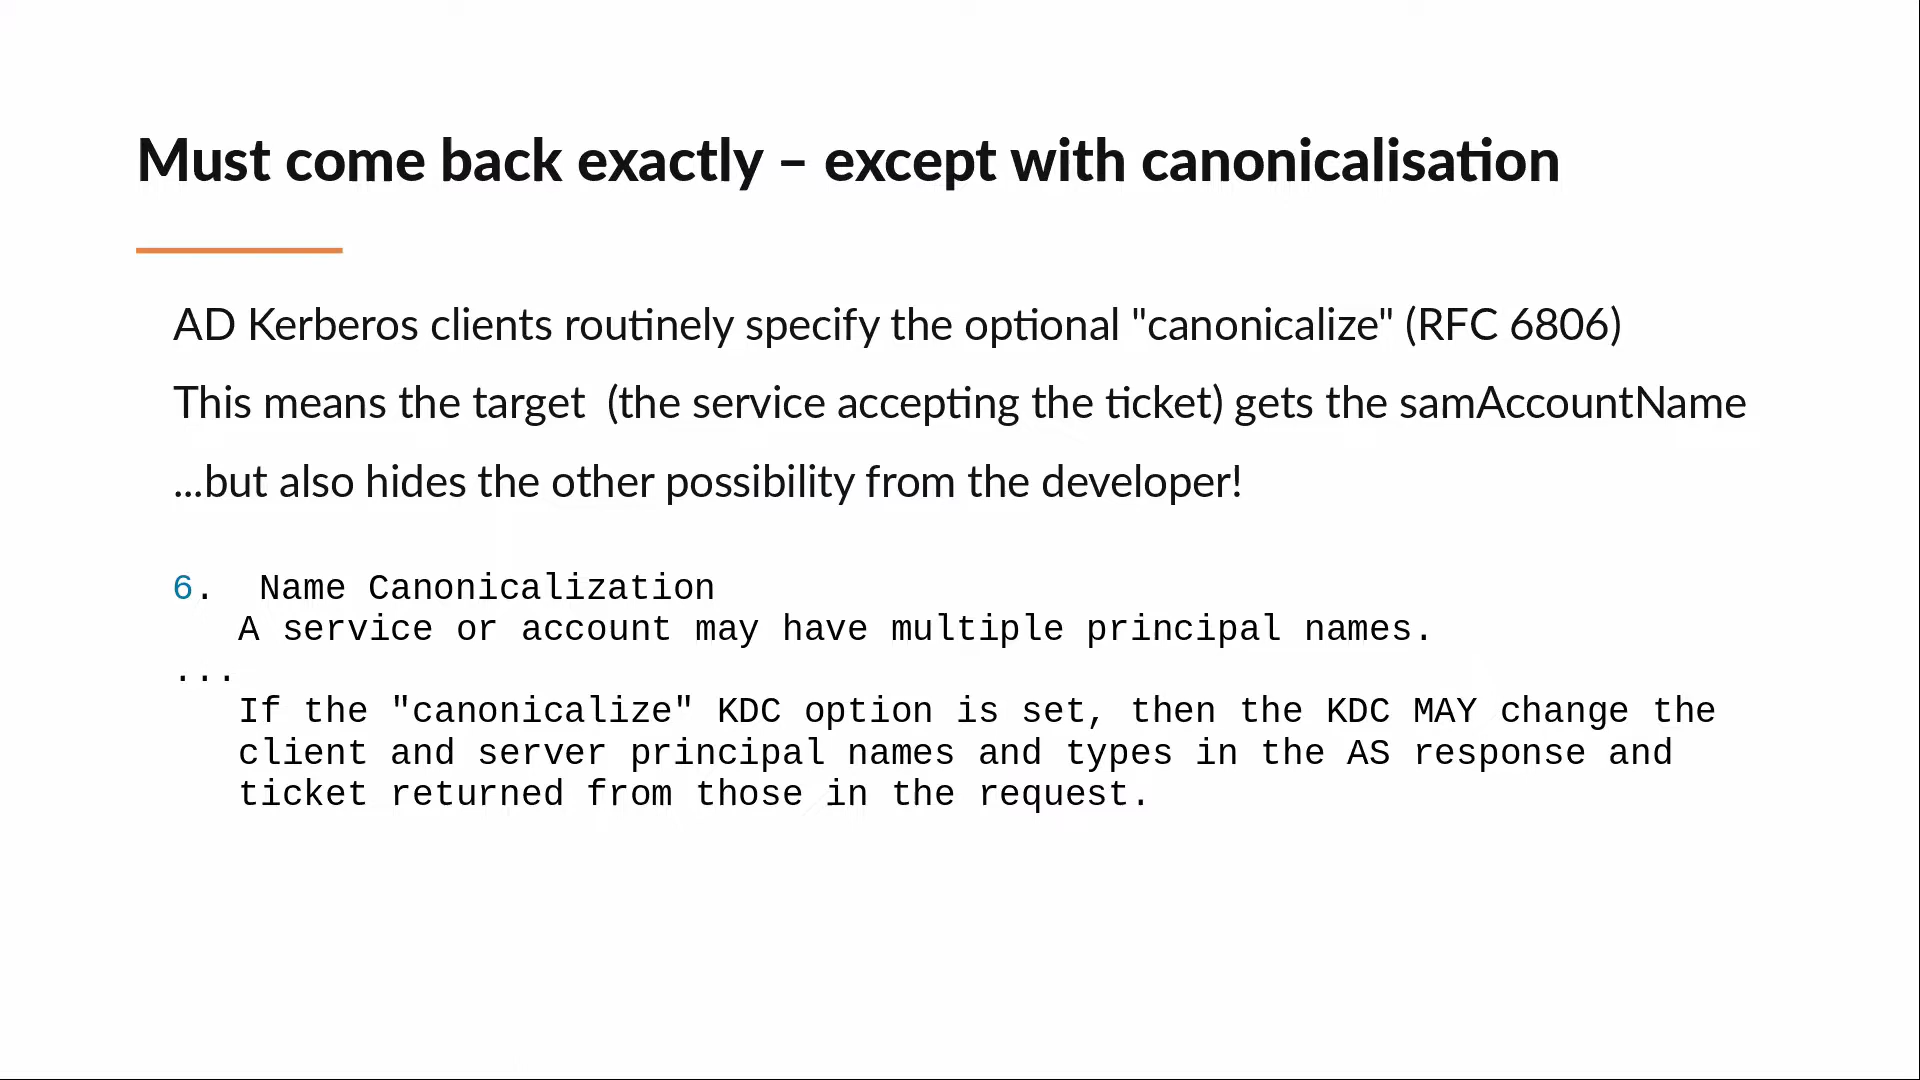 Must come back exactly – except with canonicalisation
AD Kerberos clients routinely specify the optional "canonicalize" (RFC 6806)
This means the target  (the service accepting the ticket) gets the samAccountName
...but also hides the other possibility from the developer!
6.  Name Canonicalization
   A service or account may have multiple principal names.
...
   If the "canonicalize" KDC option is set, then the KDC MAY change the
   client and server principal names and types in the AS response and
   ticket returned from those in the request.